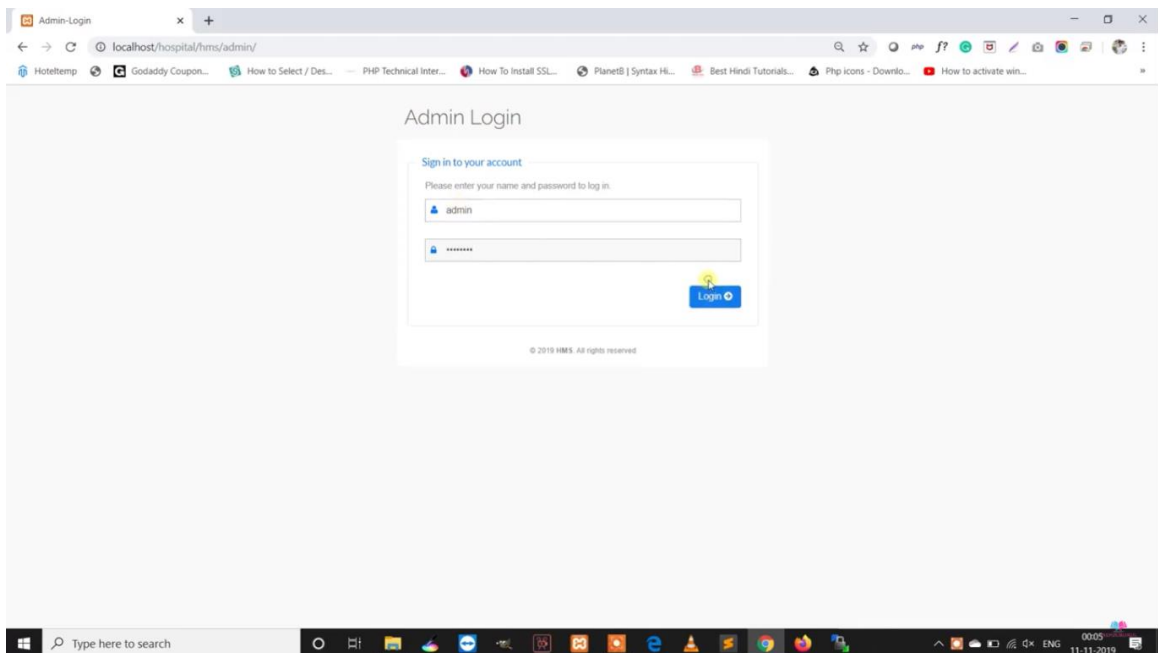 Admin-Login
localhost/hospital/hms/admin/
php f?
Hoteltemp Godaddy Coupon... How to Select / Des... PHP Technical Inter... How To Install SSL... PlanetB | Syntax Hi... Best Hindi Tutorials... Php icons - Downlo... How to activate win...
Admin Login
Sign in to your account
Please enter your name and password to log in.
admin
Login
© 2019 HMS. All rights reserved
Type here to search
ENG
00:05
11-11-2019